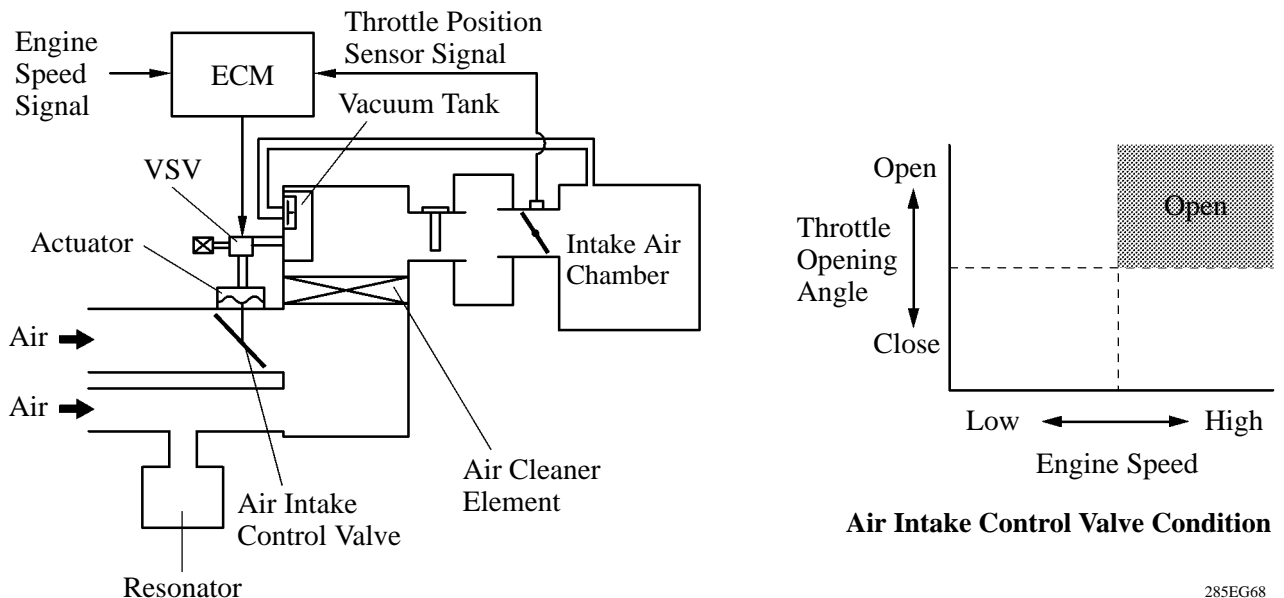 Engine
Speed
Signal
ECM
Throttle Position
Sensor Signal
Vacuum Tank
VSV
Actuator
Intake Air
Chamber
Air
Air
Air Cleaner
Element
Air Intake
Control Valve
Resonator
Open
Throttle
Opening
Angle
Close
Open
Low
High
Engine Speed
Air Intake Control Valve Condition
285EG68